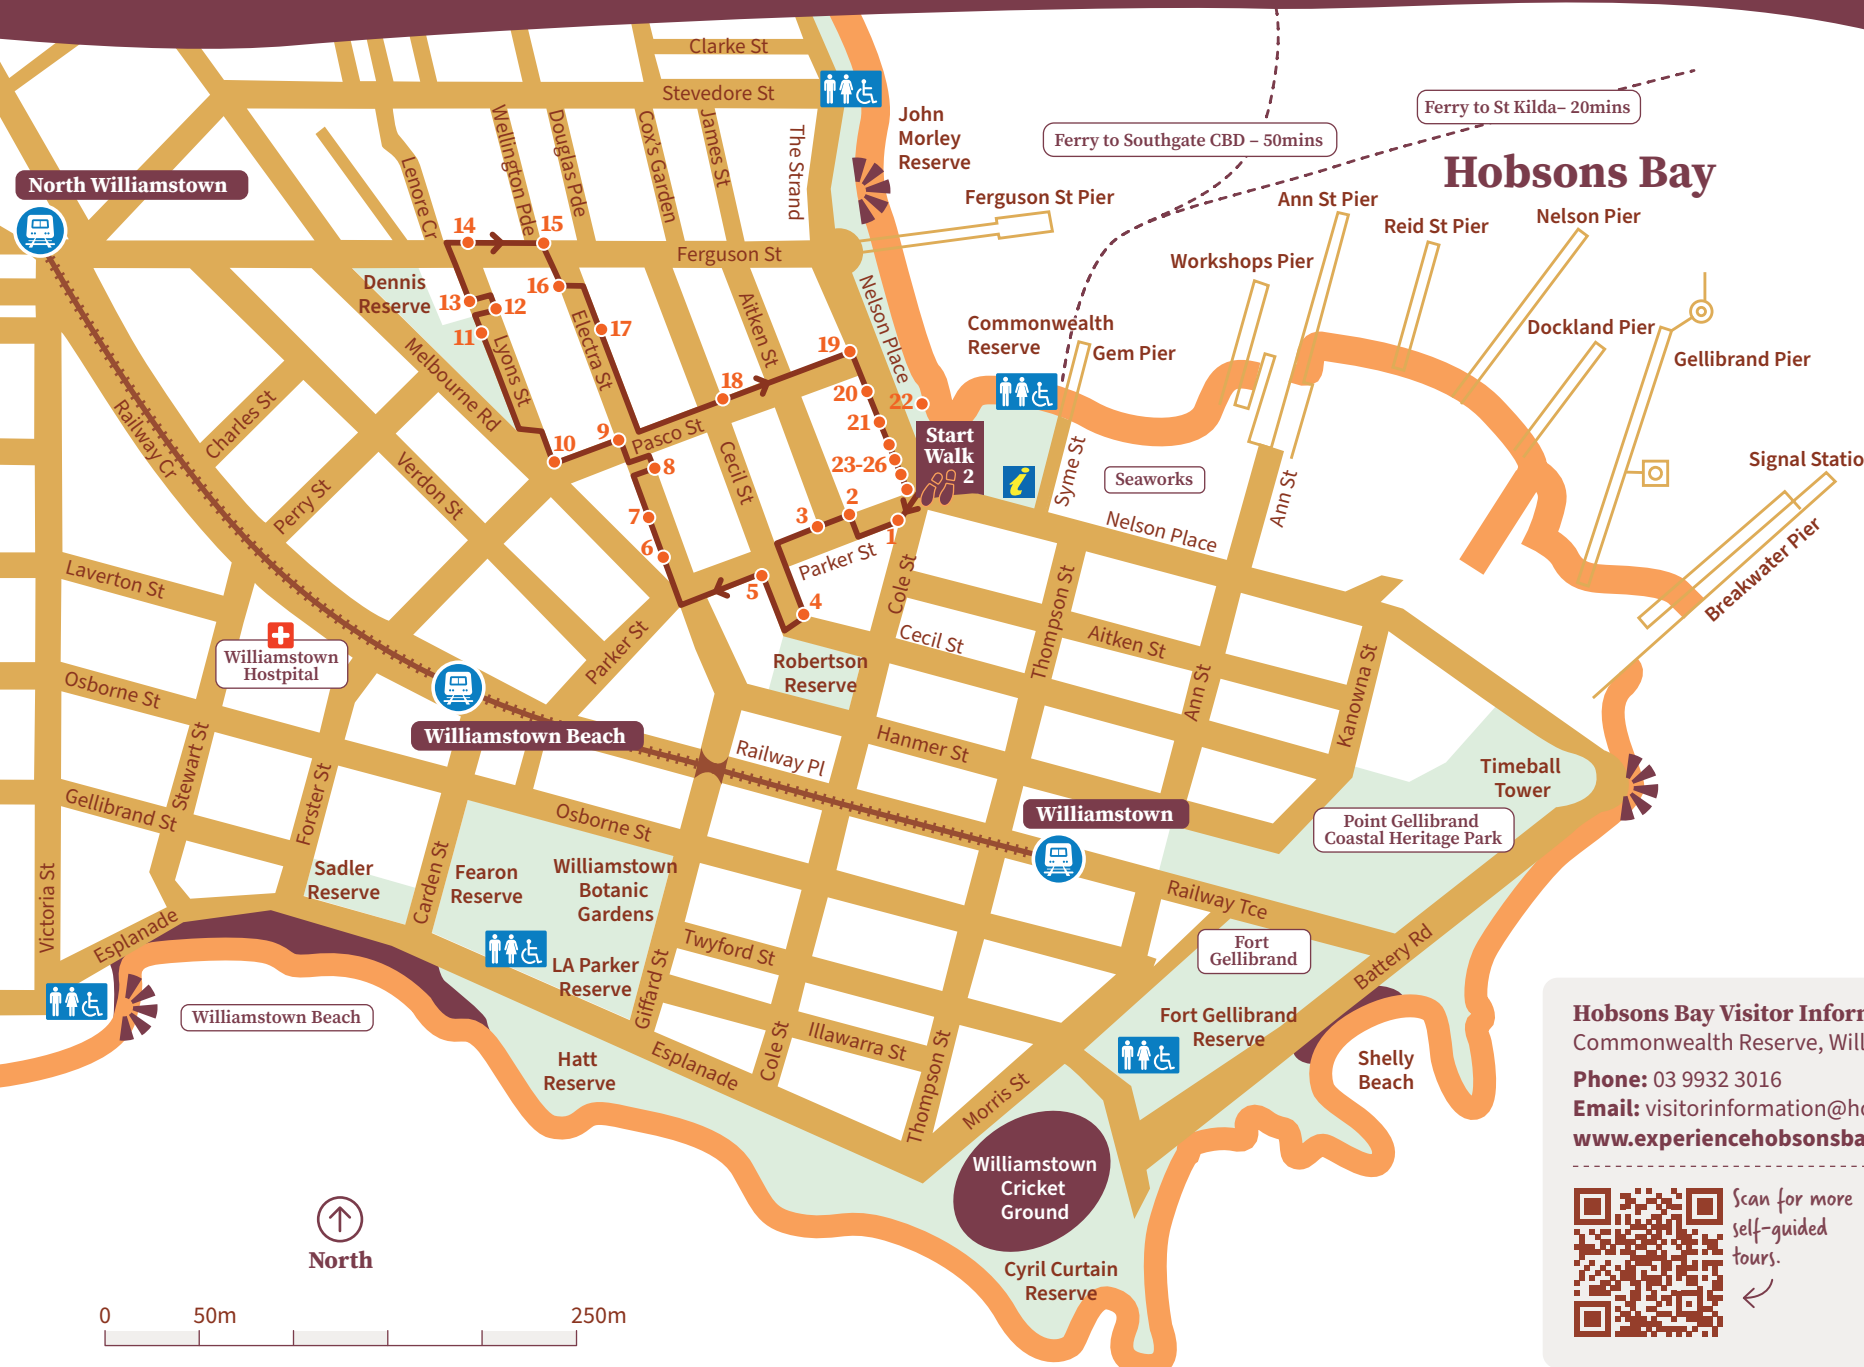 Clarke St
Stevedore St
The Strand
John
Morley
Reserve
Ferry to Southgate CBD – 50mins
Ferry to St Kilda– 20mins
Hobsons Bay
North Williamstown
Lenore Cr
Wellington Pde
Douglas Pde
Cox's Garden
James St
Ferguson St
Ferguson St Pier
Ann St Pier
Reid St Pier
Nelson Pier
Workshops Pier
Dockland Pier
Gellibrand Pier
Gem Pier
Signal Statio
Breakwater Pier
Commonwealth
Reserve
Nelson Place
Dennis
Reserve
14
15
13
12
11
16
17
18
19
20
21
22
23-26
10
9
8
7
6
5
4
3
2
1
Start
Walk
2
i
Melbourne Rd
Lyons St
Electra St
Aitken St
Pasco St
Cecil St
Parker St
Railway Cr
Charles St
Perry St
Verdon St
Parker St
Syme St
Seaworks
Ann St
Nelson Place
Cole St
Thompson St
Cecil St
Aitken St
Ann St
Kanowna St
Laverton St
Williamstown
Hostpital
Osborne St
Robertson
Reserve
Hanmer St
Railway Pl
Williamstown Beach
Williamstown
Timeball
Tower
Point Gellibrand
Coastal Heritage Park
Stewart St
Forster St
Gellibrand St
Victoria St
Osborne St
Sadler
Reserve
Carden St
Fearon
Reserve
Williamstown
Botanic
Gardens
Railway Tce
Battery Rd
Fort
Gellibrand
Esplanade
Twyford St
LA Parker
Reserve
Giffard St
Williamstown Beach
Fort Gellibrand
Reserve
Shelly
Beach
Hatt
Reserve
Esplanade
Cole St
Illawarra St
Thompson St
Morris St
Williamstown
Cricket
Ground
Cyril Curtain
Reserve
North
0
50m
250m
Hobsons Bay Visitor Inforr
Commonwealth Reserve, Will
Phone: 03 9932 3016
Email: visitorinformation@ho
www.experiencehobsonsba
Scan for more
self-guided
tours.